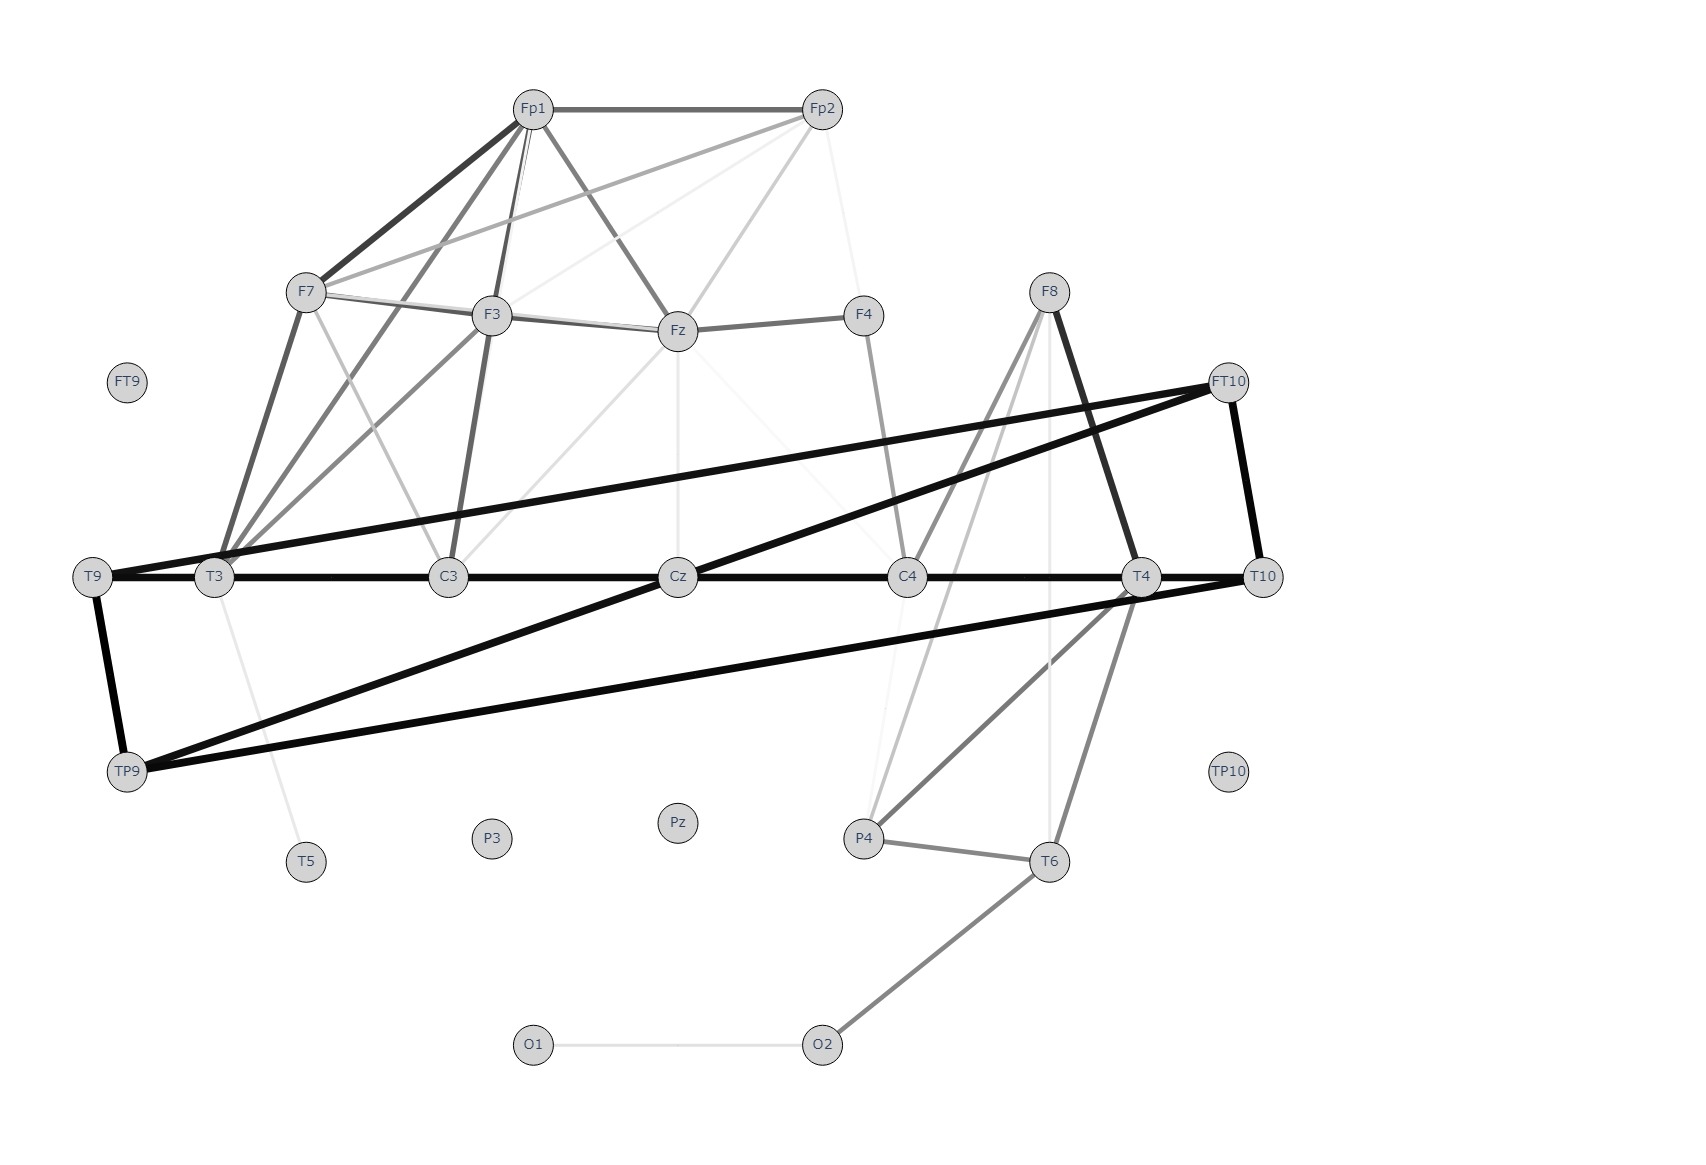 Fp1 Fp2
F7 F3 Fz F4 F8
FT9 FT10
T9 T3 C3 Cz C4 T4 T10
TP9 TP10
T5 P3 Pz P4 T6
O1 O2